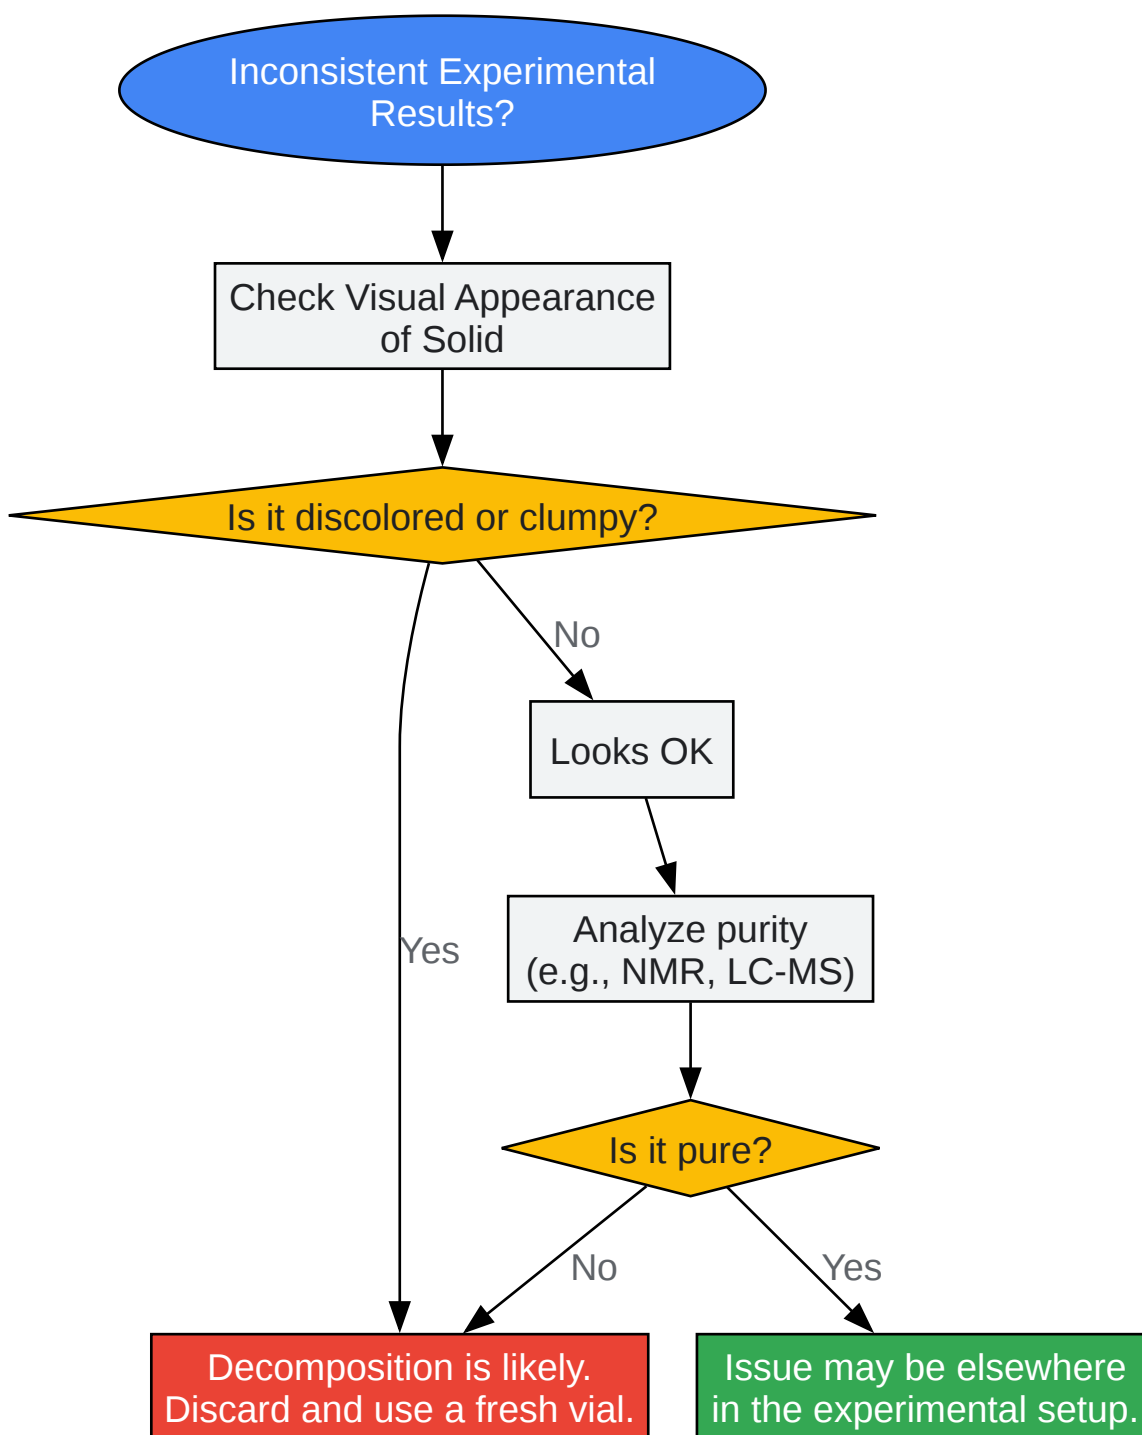 Inconsistent Experimental
Results?
Check Visual Appearance
of Solid
Is it discolored or clumpy?
No
Looks OK
Yes
Analyze purity
(e.g., NMR, LC-MS)
Is it pure?
No
Yes
Decomposition is likely.
Discard and use a fresh vial.
Issue may be elsewhere
in the experimental setup.